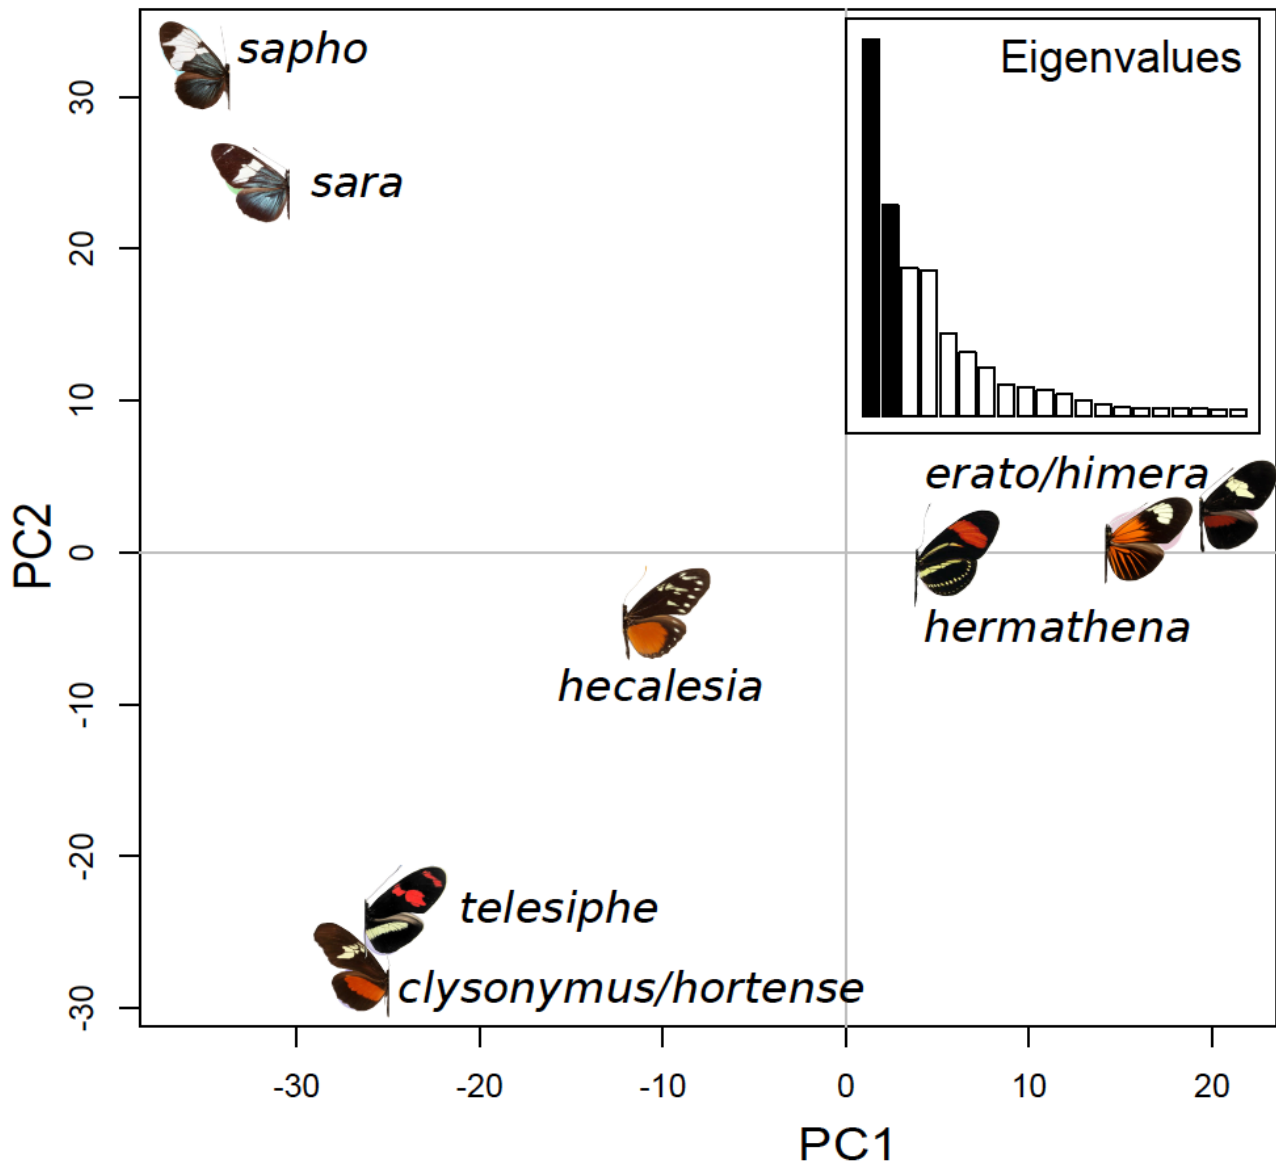 sapho
Eigenvalues
30
sara
20
10
erato/himera
PC2
0
hermathena
hecalesia
-10
-20
telesiphe
clysonymus/hortense
-30
-30 -20 -10 0 10 20
PC1